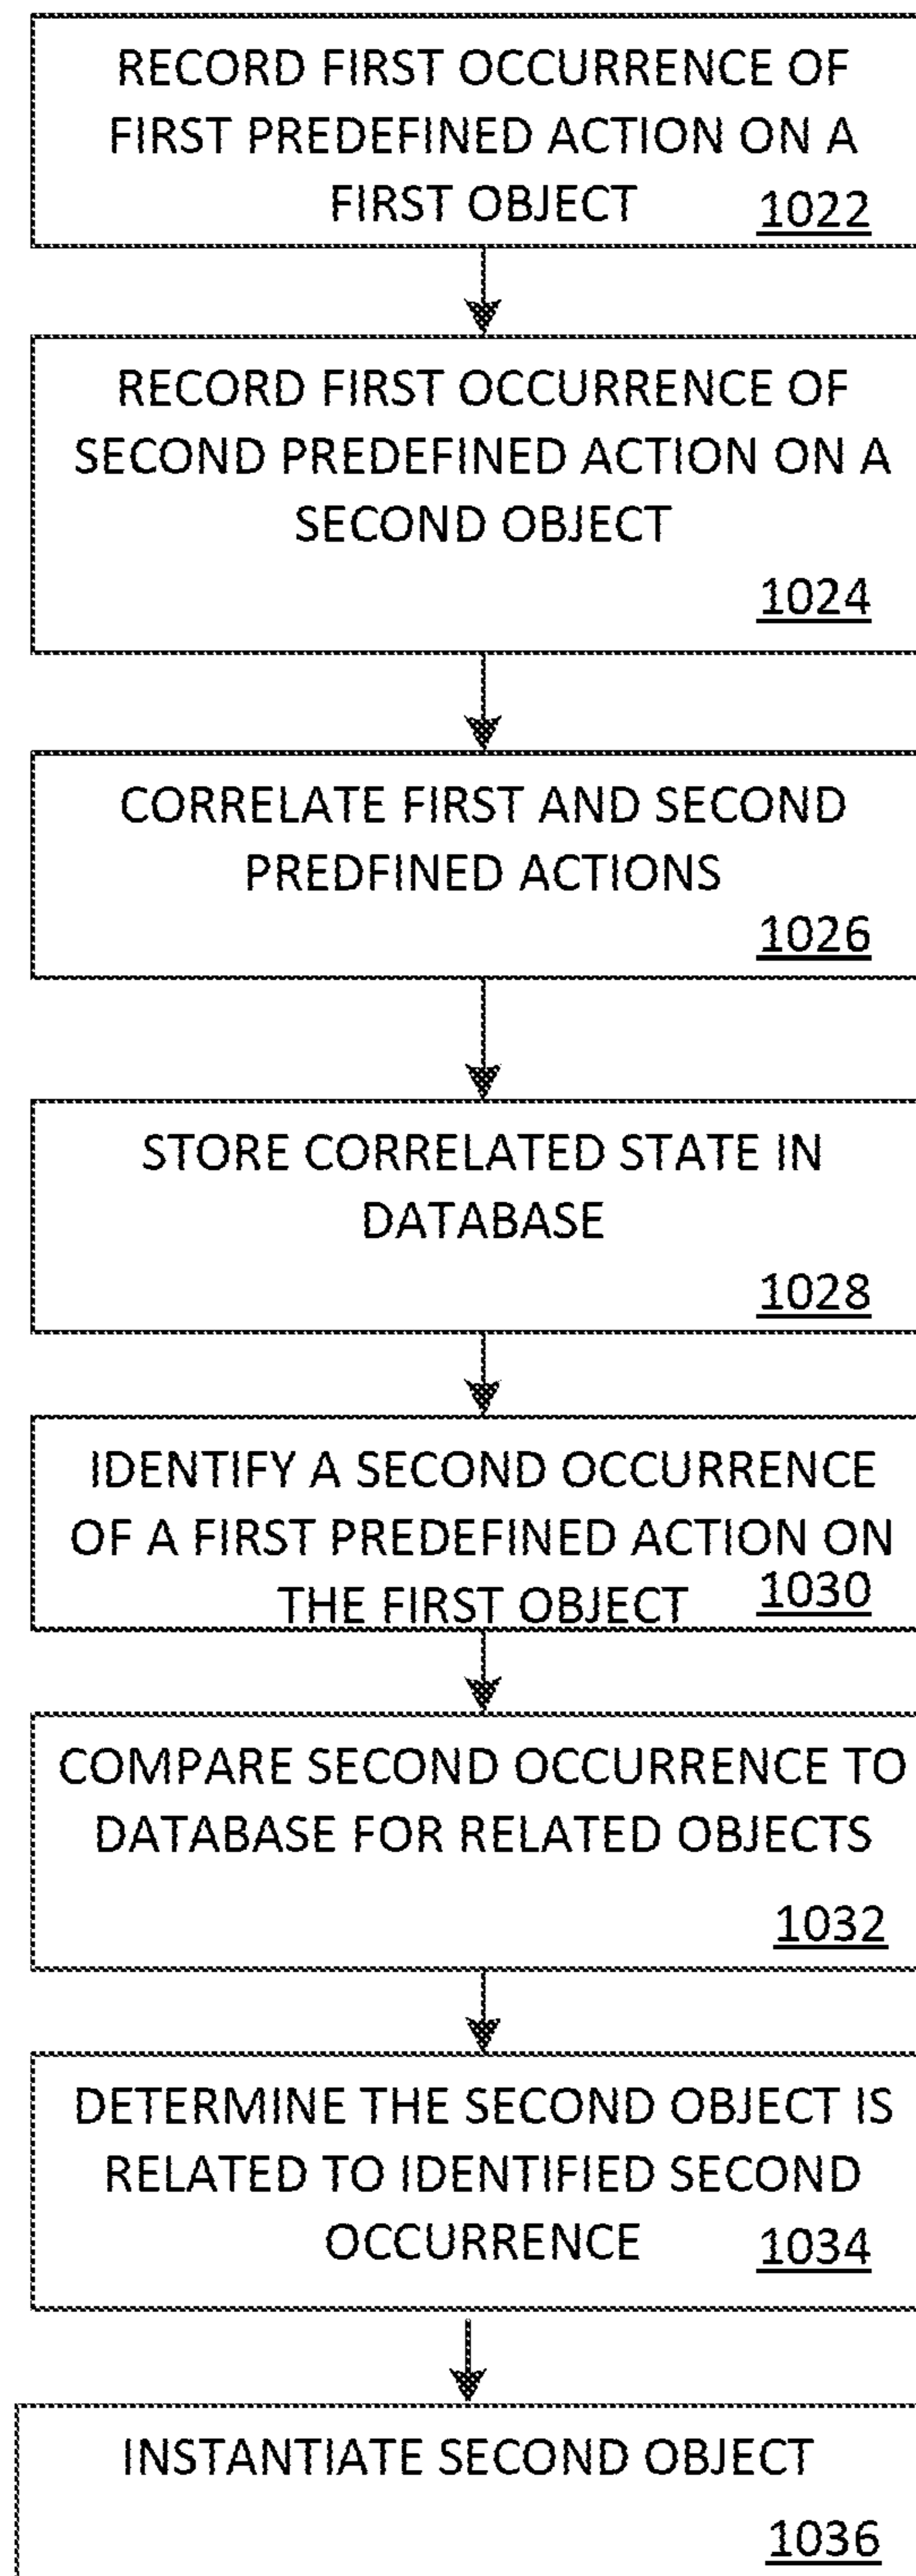 RECORD FIRST OCCURRENCE OF
FIRST PREDEFINED ACTION ON A
FIRST OBJECT
1022
RECORD FIRST OCCURRENCE OF
SECOND PREDEFINED ACTION ON A
SECOND OBJECT
1024
CORRELATE FIRST AND SECOND
PREDFINED ACTIONS
1026
STORE CORRELATED STATE IN
DATABASE
1028
IDENTIFY A SECOND OCCURRENCE
OF A FIRST PREDEFINED ACTION ON
THE FIRST OBJECT
1030
COMPARE SECOND OCCURRENCE TO
DATABASE FOR RELATED OBJECTS
1032
DETERMINE THE SECOND OBJECT IS
RELATED TO IDENTIFIED SECOND
OCCURRENCE
1034
INSTANTIATE SECOND OBJECT
1036